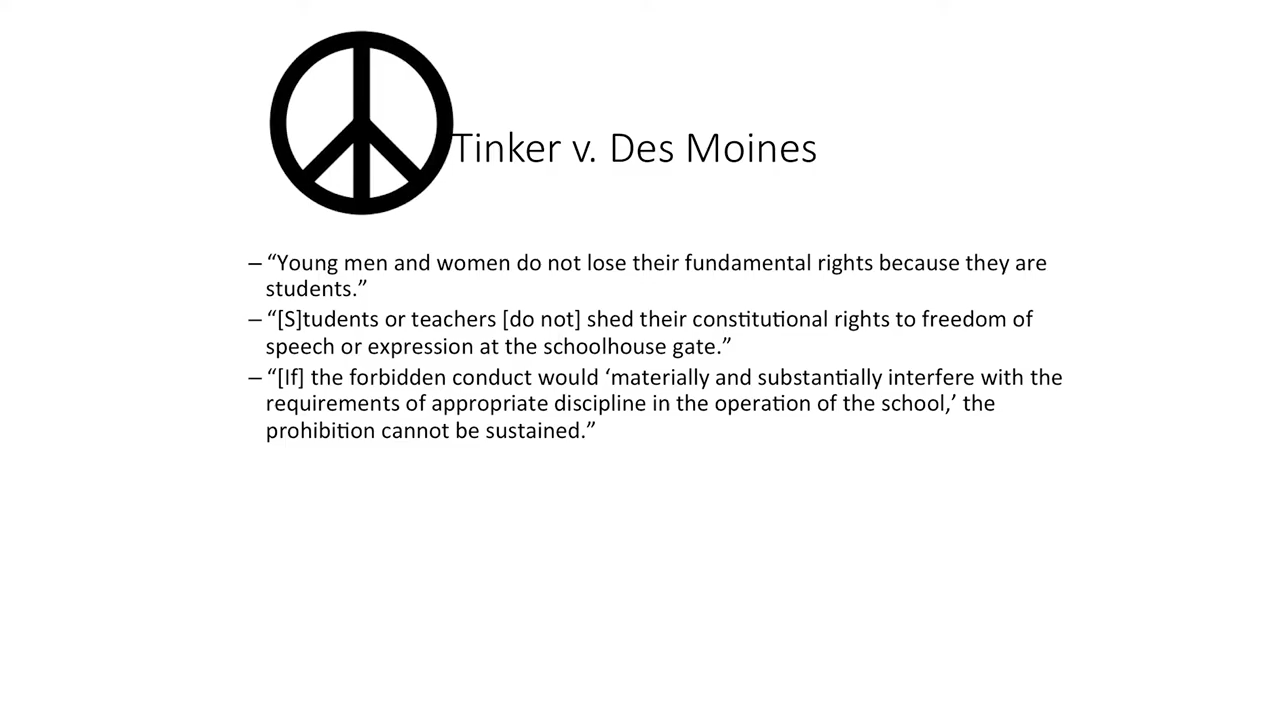 Tinker v. Des Moines
– “Young men and women do not lose their fundamental rights because they are
students.”
– “[S]tudents or teachers [do not] shed their constitutional rights to freedom of
speech or expression at the schoolhouse gate.”
– “[If] the forbidden conduct would ‘materially and substantially interfere with the
requirements of appropriate discipline in the operation of the school,’ the
prohibition cannot be sustained.”